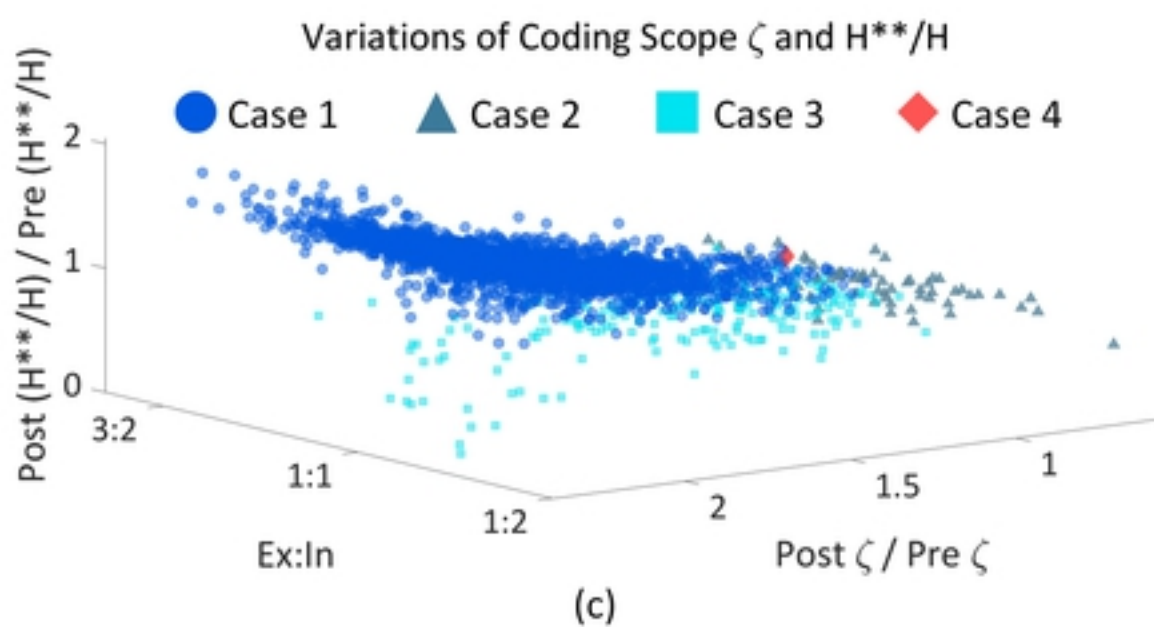 Variations of Coding Scope ζ and H**/H
Case 1 Case 2 Case 3 Case 4
Post (H**/H) / Pre (H**/H)
2
1
0
3:2
1:1
1:2
Ex:In
2
1.5
1
Post ζ / Pre ζ
(c)